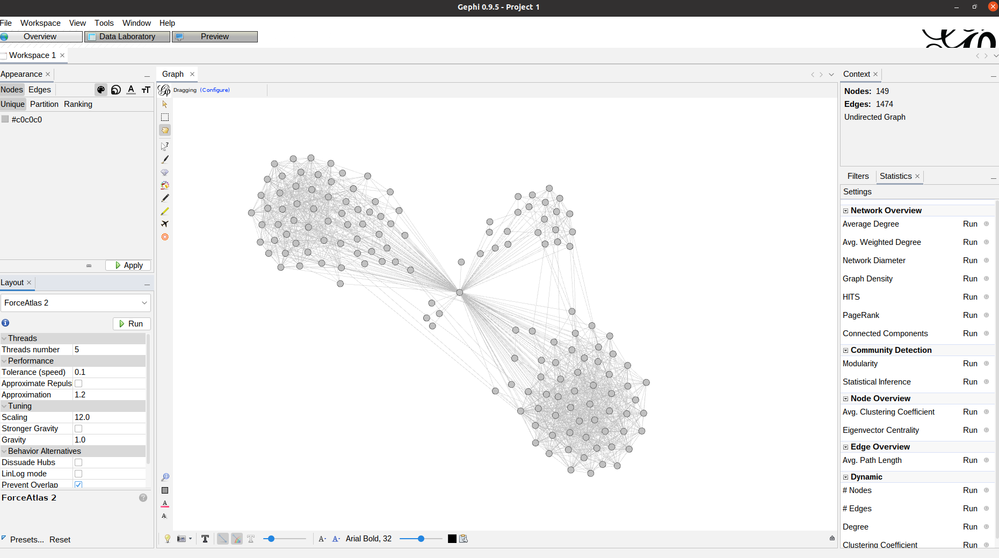 Gephi 0.9.5 - Project 1
File Workspace View Tools Window Help
Overview Data Laboratory Preview
Workspace 1
Appearance
Nodes Edges
Unique Partition Ranking
#c0c0c0
Apply
Layout
ForceAtlas 2
Run
Threads
Threads number 5
Performance
Tolerance (speed) 0.1
Approximate Repuls
Approximation 1.2
Tuning
Scaling 12.0
Stronger Gravity
Gravity 1.0
Behavior Alternatives
Dissuade Hubs
LinLog mode
Prevent Overlap
ForceAtlas 2
Presets... Reset
Graph
Dragging (Configure)
Arial Bold, 32
Context
Nodes: 149
Edges: 1474
Undirected Graph
Filters Statistics
Settings
Network Overview
Average Degree Run
Avg. Weighted Degree Run
Network Diameter Run
Graph Density Run
HITS Run
PageRank Run
Connected Components Run
Community Detection
Modularity Run
Statistical Inference Run
Node Overview
Avg. Clustering Coefficient Run
Eigenvector Centrality Run
Edge Overview
Avg. Path Length Run
Dynamic
# Nodes Run
# Edges Run
Degree Run
Clustering Coefficient Run